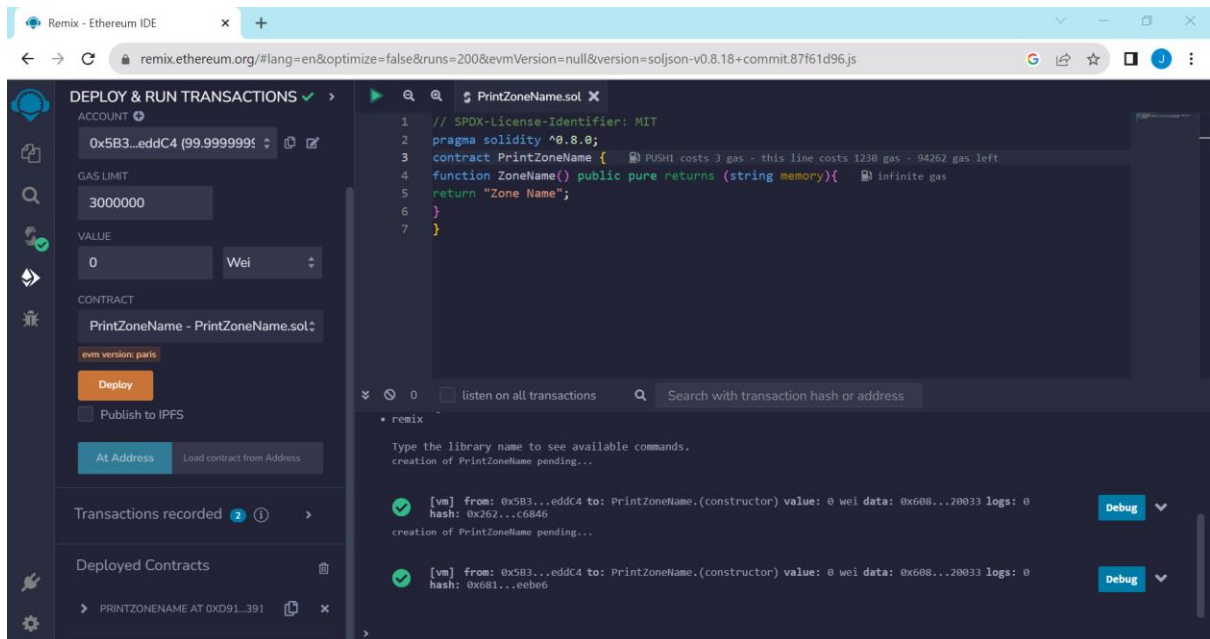 Remix - Ethereum IDE
remix.ethereum.org/#lang=en&optimize=false&runs=200&evmVersion=null&version=soljson-v0.8.18+commit.87f61d96.js
G
J
DEPLOY & RUN TRANSACTIONS
ACCOUNT
0x5B3...eddC4 (99.9999999
GAS LIMIT
3000000
VALUE
0 Wei
CONTRACT
PrintZoneName - PrintZoneName.sol
evm version: paris
Deploy
Publish to IPFS
At Address Load contract from Address
Transactions recorded 2 i
Deployed Contracts
PRINTZONENAME AT 0XD91...391
PrintZoneName.sol
1 // SPDX-License-Identifier: MIT
2 pragma solidity ^0.8.0;
3 contract PrintZoneName { PUSH1 costs 3 gas - this line costs 1230 gas - 94262 gas left
4 function ZoneName() public pure returns (string memory){ infinite gas
5 return "Zone Name";
6 }
7 }
0 listen on all transactions Search with transaction hash or address
• remix
Type the library name to see available commands.
creation of PrintZoneName pending...
[vm] from: 0x5B3...eddC4 to: PrintZoneName.(constructor) value: 0 wei data: 0x608...20033 logs: 0
hash: 0x262...c6846
Debug
creation of PrintZoneName pending...
[vm] from: 0x5B3...eddC4 to: PrintZoneName.(constructor) value: 0 wei data: 0x608...20033 logs: 0
hash: 0x681...eebe6
Debug
>